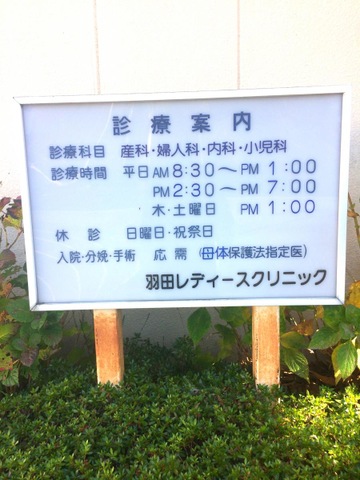 診療案内
診療科目 産科・婦人科・内科・小児科
診療時間 平日 AM 8:30～PM 1:00
PM 2:30～PM 7:00
木・土曜日 PM 1:00
休診 日曜日・祝祭日
入院・分娩・手術 応需 (母体保護法指定医)
羽田レディースクリニック